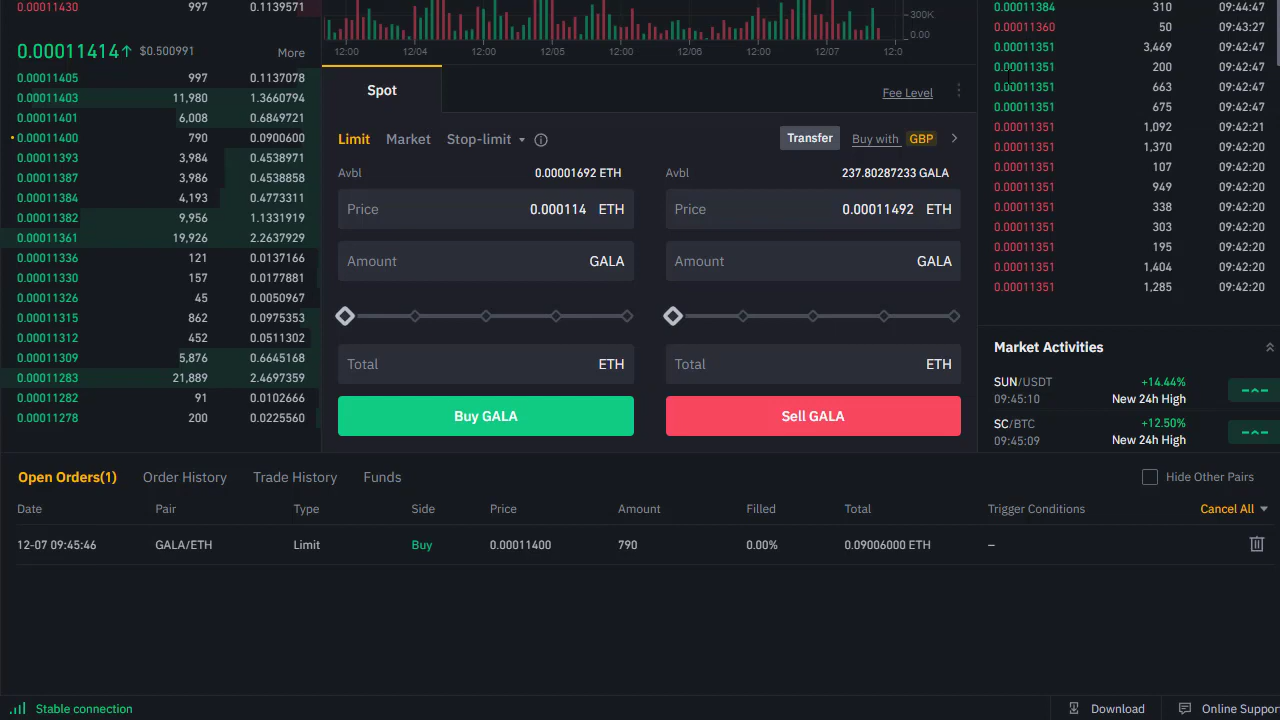 0.00011430 997 0.1139571
0.00011414↑ $0.500991 More
0.00011405 997 0.1137078
0.00011403 11,980 1.3660794
0.00011401 6,008 0.6849721
0.00011400 790 0.0900600
0.00011393 3,984 0.4538971
0.00011387 3,986 0.4538858
0.00011384 4,193 0.4773311
0.00011382 9,956 1.1331919
0.00011361 19,926 2.2637929
0.00011336 121 0.0137166
0.00011330 157 0.0177881
0.00011326 45 0.0050967
0.00011315 862 0.0975353
0.00011312 452 0.0511302
0.00011309 5,876 0.6645168
0.00011283 21,889 2.4697359
0.00011282 91 0.0102666
0.00011278 200 0.0225560
300K
0.00
12:00 12/04 12:00 12/05 12:00 12/06 12:00 12/07 12:0
Spot
Fee Level
Limit Market Stop-limit
Transfer Buy with GBP
Avbl 0.00001692 ETH
Price 0.000114 ETH
Amount GALA
Total ETH
Buy GALA
Avbl 237.80287233 GALA
Price 0.00011492 ETH
Amount GALA
Total ETH
Sell GALA
0.00011384 310 09:44:47
0.00011360 50 09:43:27
0.00011351 3,469 09:42:47
0.00011351 200 09:42:47
0.00011351 663 09:42:47
0.00011351 675 09:42:47
0.00011351 1,092 09:42:21
0.00011351 1,370 09:42:20
0.00011351 107 09:42:20
0.00011351 949 09:42:20
0.00011351 338 09:42:20
0.00011351 303 09:42:20
0.00011351 195 09:42:20
0.00011351 1,404 09:42:20
0.00011351 1,285 09:42:20
Market Activities
SUN/USDT +14.44%
09:45:10 New 24h High
SC/BTC +12.50%
09:45:09 New 24h High
Open Orders(1) Order History Trade History Funds Hide Other Pairs
Date Pair Type Side Price Amount Filled Total Trigger Conditions Cancel All
12-07 09:45:46 GALA/ETH Limit Buy 0.00011400 790 0.00% 0.09006000 ETH –
Stable connection Download Online Suppor